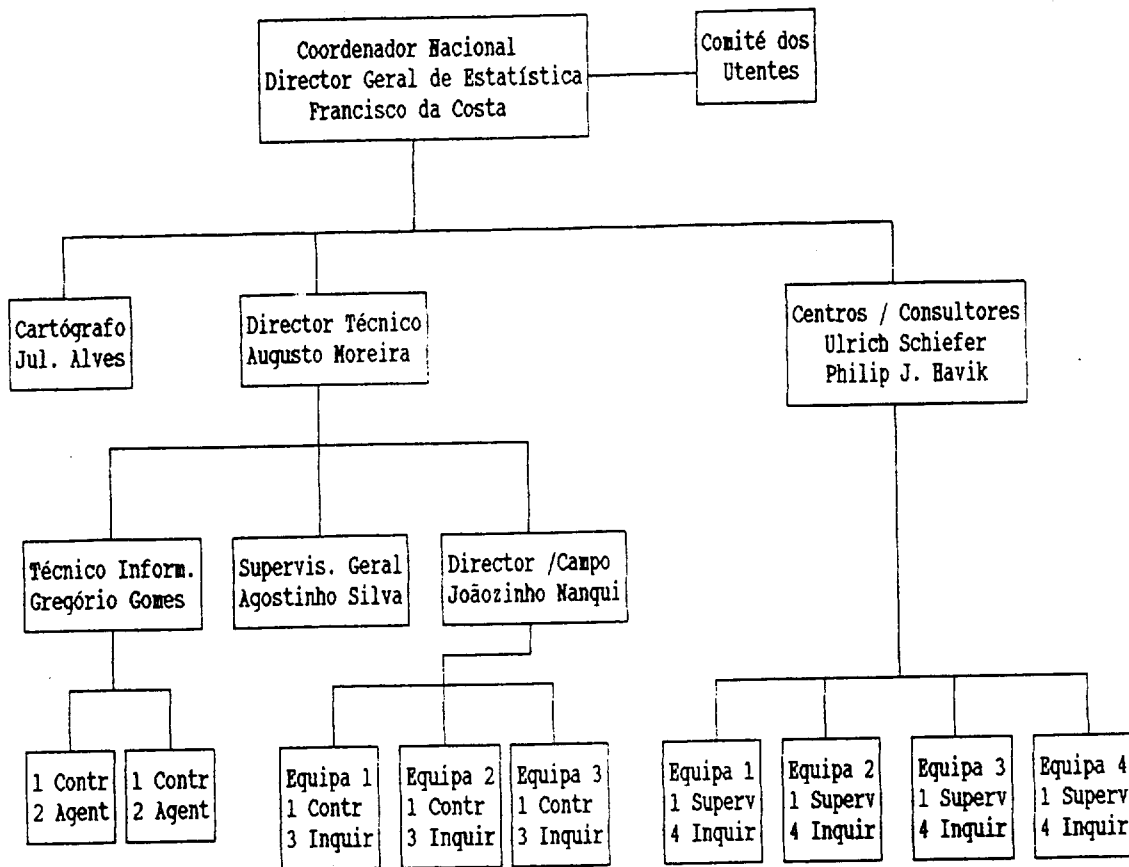 Coordenador Nacional
Director Geral de Estatística
Francisco da Costa
Comité dos
Utentes
Cartógrafo
Jul. Alves
Director Técnico
Augusto Moreira
Centros / Consultores
Ulrich Schiefer
Philip J. Havik
Técnico Inform.
Gregório Gomes
Supervis. Geral
Agostinho Silva
Director /Campo
Joãozinho Nanqui
1 Contr
2 Agent
1 Contr
2 Agent
Equipa 1
1 Contr
3 Inquir
Equipa 2
1 Contr
3 Inquir
Equipa 3
1 Contr
3 Inquir
Equipa 1
1 Superv
4 Inquir
Equipa 2
1 Superv
4 Inquir
Equipa 3
1 Superv
4 Inquir
Equipa 4
1 Superv
4 Inquir